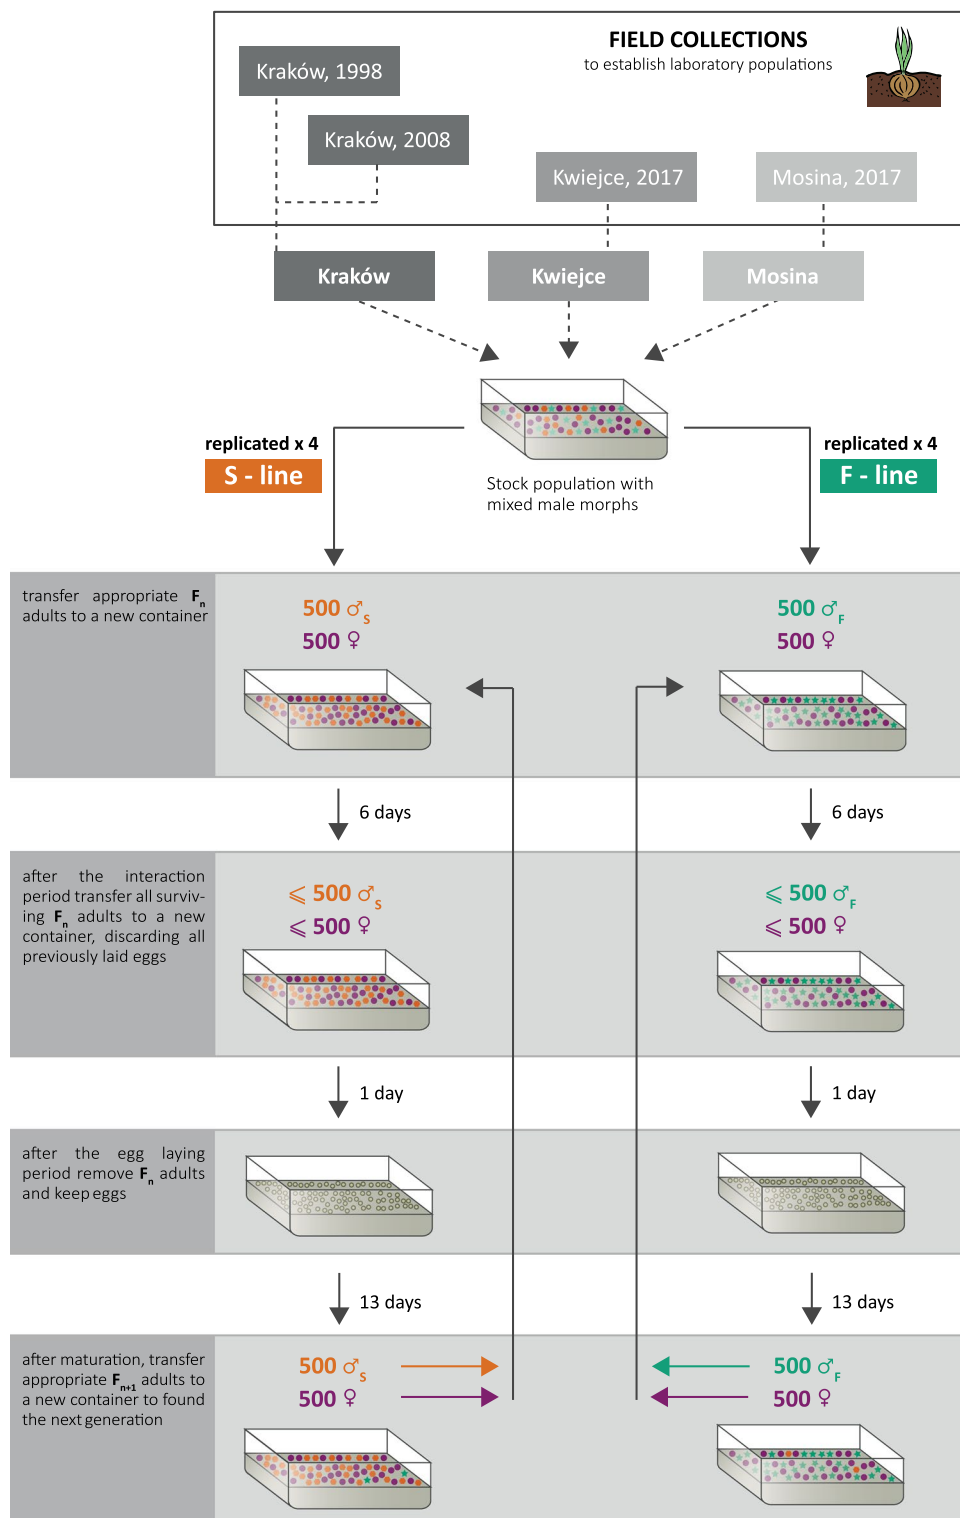 FIELD COLLECTIONS
to establish laboratory populations
Kraków, 1998
Kraków, 2008
Kwiejce, 2017
Mosina, 2017
Kraków
Kwiejce
Mosina
replicated x 4
S - line
replicated x 4
F - line
Stock population with
mixed male morphs
transfer appropriate Fn
adults to a new container
500 ♂S
500 ♀
500 ♂F
500 ♀
6 days
6 days
after the interaction
period transfer all surviv-
ing Fn adults to a new
container, discarding all
previously laid eggs
⩽ 500 ♂S
⩽ 500 ♀
⩽ 500 ♂F
⩽ 500 ♀
1 day
1 day
after the egg laying
period remove Fn adults
and keep eggs
13 days
13 days
after maturation, transfer
appropriate Fn+1 adults to
a new container to found
the next generation
500 ♂S
500 ♀
500 ♂F
500 ♀